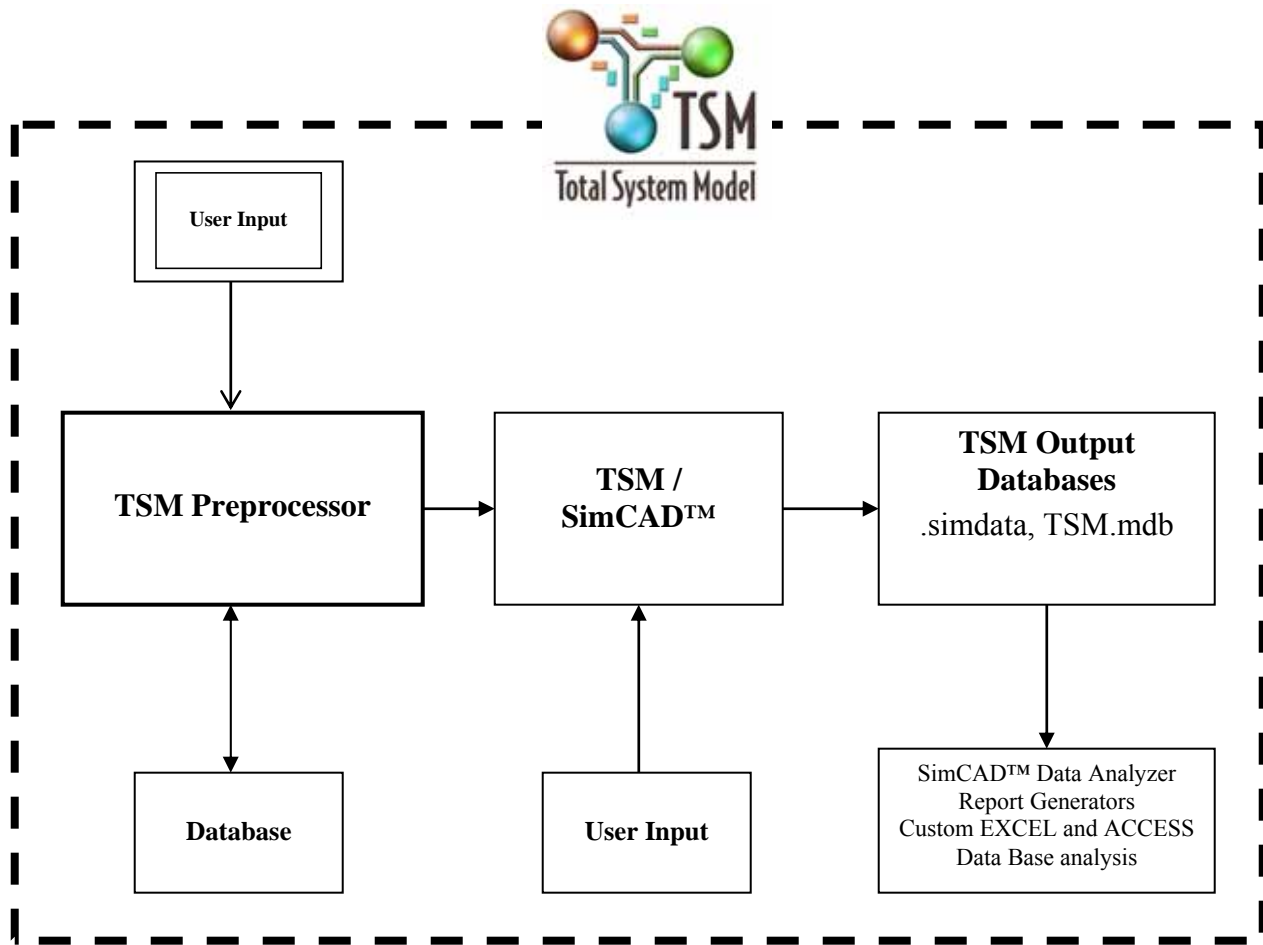 TSM
Total System Model
User Input
TSM Preprocessor
TSM /
SimCAD™
TSM Output
Databases
.simdata, TSM.mdb
Database
User Input
SimCAD™ Data Analyzer
Report Generators
Custom EXCEL and ACCESS
Data Base analysis